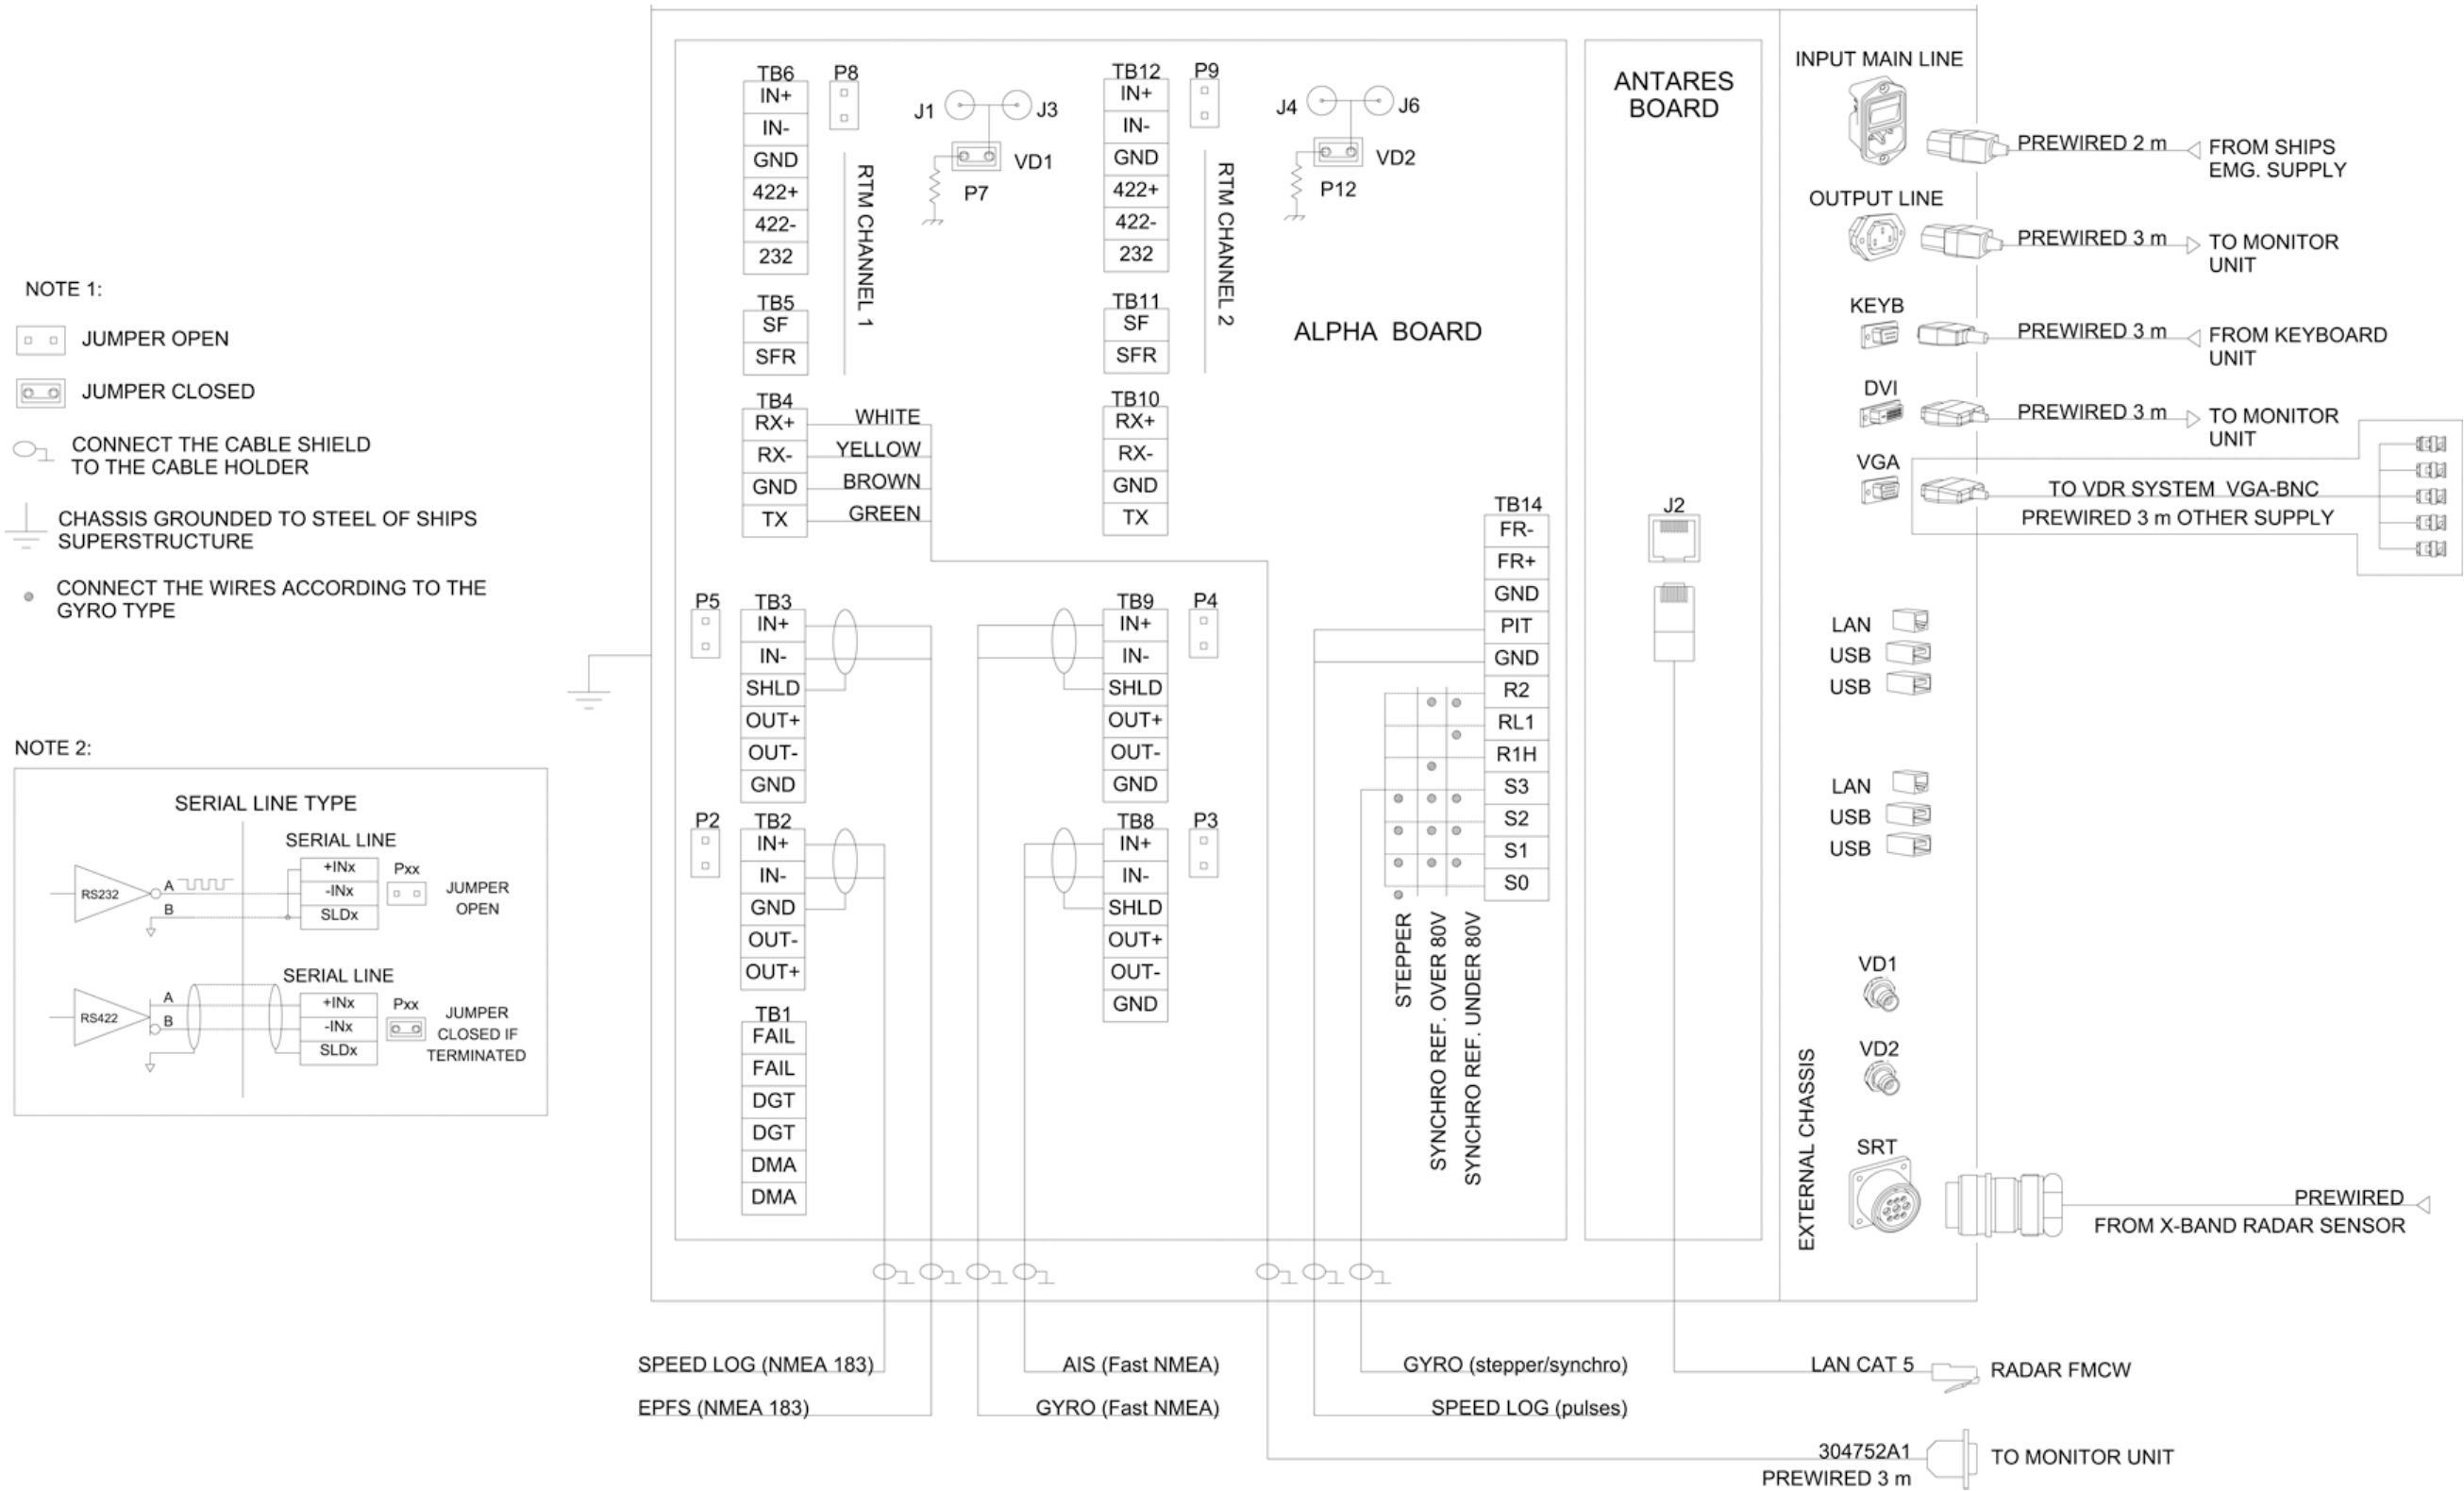 NOTE 1:
JUMPER OPEN
JUMPER CLOSED
CONNECT THE CABLE SHIELD
TO THE CABLE HOLDER
CHASSIS GROUNDED TO STEEL OF SHIPS
SUPERSTRUCTURE
CONNECT THE WIRES ACCORDING TO THE
GYRO TYPE
NOTE 2:
SERIAL LINE TYPE
SERIAL LINE
RS232
A
B
+INx
-INx
SLDx
Pxx
JUMPER
OPEN
SERIAL LINE
RS422
A
B
+INx
-INx
SLDx
Pxx
JUMPER
CLOSED IF
TERMINATED
TB6
IN+
IN-
GND
422+
422-
232
P8
RTM CHANNEL 1
J1
J3
VD1
P7
TB5
SF
SFR
TB4
RX+
RX-
GND
TX
WHITE
YELLOW
BROWN
GREEN
P5
TB3
IN+
IN-
SHLD
OUT+
OUT-
GND
P2
TB2
IN+
IN-
GND
OUT-
OUT+
TB1
FAIL
FAIL
DGT
DGT
DMA
DMA
TB12
IN+
IN-
GND
422+
422-
232
P9
RTM CHANNEL 2
J4
J6
VD2
P12
TB11
SF
SFR
ALPHA BOARD
TB10
RX+
RX-
GND
TX
TB9
IN+
IN-
SHLD
OUT+
OUT-
GND
P4
TB8
IN+
IN-
SHLD
OUT+
OUT-
GND
P3
TB14
FR-
FR+
GND
PIT
GND
R2
RL1
R1H
S3
S2
S1
S0
STEPPER
SYNCHRO REF. OVER 80V
SYNCHRO REF. UNDER 80V
ANTARES
BOARD
J2
EXTERNAL CHASSIS
INPUT MAIN LINE
PREWIRED 2 m
FROM SHIPS
EMG. SUPPLY
OUTPUT LINE
PREWIRED 3 m
TO MONITOR
UNIT
KEYB
PREWIRED 3 m
FROM KEYBOARD
UNIT
DVI
PREWIRED 3 m
TO MONITOR
UNIT
VGA
TO VDR SYSTEM VGA-BNC
PREWIRED 3 m OTHER SUPPLY
LAN
USB
USB
LAN
USB
USB
VD1
VD2
SRT
PREWIRED
FROM X-BAND RADAR SENSOR
SPEED LOG (NMEA 183)
EPFS (NMEA 183)
AIS (Fast NMEA)
GYRO (Fast NMEA)
GYRO (stepper/synchro)
SPEED LOG (pulses)
LAN CAT 5
RADAR FMCW
304752A1
PREWIRED 3 m
TO MONITOR UNIT